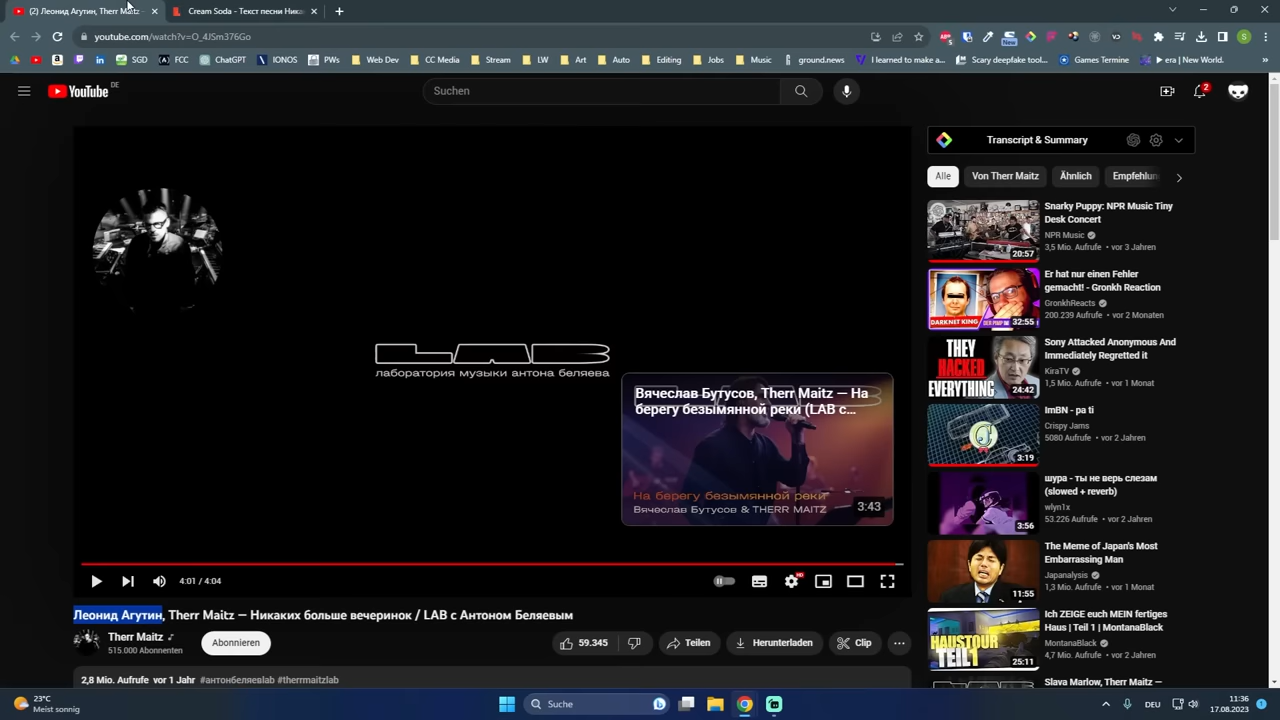 (2) Леонид Агутин, Therr Maitz
Cream Soda - Текст песни Ник
youtube.com/watch?v=O_4JSm376Go
SGD
FCC
ChatGPT
IONOS
PWs
Web Dev
CC Media
Stream
LW
Art
Auto
Editing
Jobs
Music
ground.news
I learned to make a...
Scary deepfake tool...
Games Termine
era | New World.
YouTube DE
Suchen
2
LAB
лаборатория музыки антона беляева
Вячеслав Бутусов, Therr Maitz — На
берегу безымянной реки (LAB с...
На берегу безымянной реки
Вячеслав Бутусов & THERR MAITZ
3:43
4:01 / 4:04
HD
Леонид Агутин, Therr Maitz — Никогда больше вечеринок / LAB с Антоном Беляевым
Therr Maitz
515.000 Abonnenten
Abonnieren
59.345
Teilen
Herunterladen
Clip
2,8 Mio. Aufrufe vor 1 Jahr #антонбеляевlab #therrmaitzlab
Transcript & Summary
Alle
Von Therr Maitz
Ähnlich
Empfehlun
Snarky Puppy: NPR Music Tiny
Desk Concert
NPR Music
3,5 Mio. Aufrufe • vor 3 Jahren
20:57
Er hat nur einen Fehler
gemacht! - Gronkh Reaction
GronkhReacts
200.239 Aufrufe • vor 2 Monaten
DARKNET KING
32:55
Sony Attacked Anonymous And
Immediately Regretted it
KiraTV
1,5 Mio. Aufrufe • vor 1 Monat
THEY
HACKED
EVERYTHING
24:42
ImBN - pa ti
Crispy Jams
5080 Aufrufe • vor 2 Jahren
3:19
шура - ты не верь слезам
(slowed + reverb)
wlyn1x
53.226 Aufrufe • vor 2 Jahren
3:56
The Meme of Japan's Most
Embarrassing Man
Japanalysis
1,3 Mio. Aufrufe • vor 1 Monat
11:55
Ich ZEIGE euch MEIN fertiges
Haus | Teil 1 | MontanaBlack
MontanaBlack
4,7 Mio. Aufrufe • vor 2 Jahren
HAUSTOUR
TEIL 1
25:11
Slava Marlow, Therr Maitz —
23°C
Meist sonnig
Suche
DEU
11:36
17.08.2023